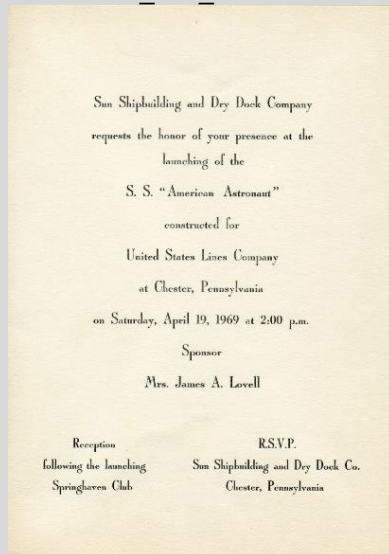 Sun Shipbuilding and Dry Dock Company
requests the honor of your presence at the
launching of the
S. S. "American Astronaut"
constructed for
United States Lines Company
at Chester, Pennsylvania
on Saturday, April 19, 1969 at 2:00 p.m.
Sponsor
Mrs. James A. Lovell
Reception
following the launching
Springhaven Club
R.S.V.P.
Sun Shipbuilding and Dry Dock Co.
Chester, Pennsylvania